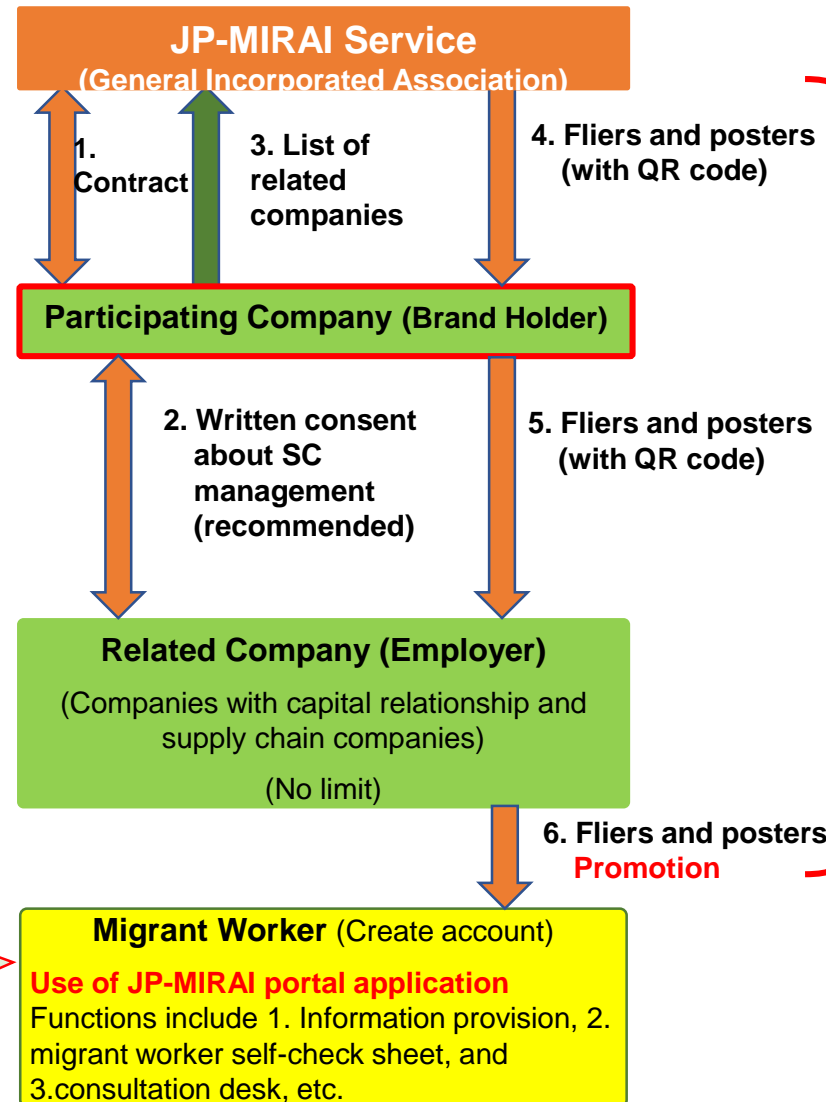 JP-MIRAI Service
(General Incorporated Association)
1.
Contract
3. List of
related
companies
4. Fliers and posters
(with QR code)
Participating Company (Brand Holder)
2. Written consent
about SC
management
(recommended)
5. Fliers and posters
(with QR code)
Related Company (Employer)
(Companies with capital relationship and
supply chain companies)
(No limit)
6. Fliers and posters
Promotion
Migrant Worker (Create account)
Use of JP-MIRAI portal application
Functions include 1. Information provision, 2.
migrant worker self-check sheet, and
3.consultation desk, etc.